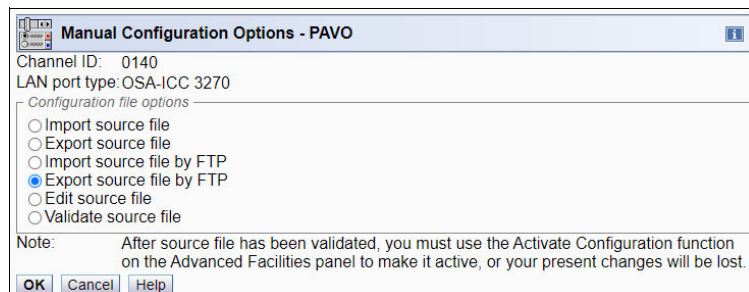 Manual Configuration Options - PAVO
i
Channel ID: 0140
LAN port type: OSA-ICC 3270
Configuration file options
Import source file
Export source file
Import source file by FTP
Export source file by FTP
Edit source file
Validate source file
Note: After source file has been validated, you must use the Activate Configuration function
on the Advanced Facilities panel to make it active, or your present changes will be lost.
OK Cancel Help